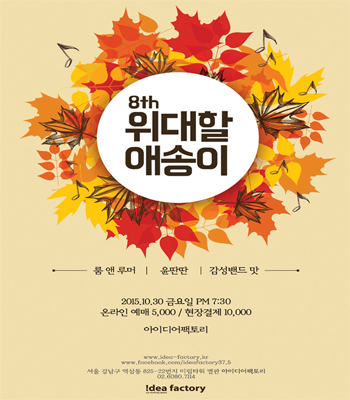 8th
위대할
애송이
룸 앤 루머 | 윤딴딴 | 감성밴드 맛
2015.10.30 금요일 PM 7:30
온라인 예매 5,000 / 현장결제 10,000
아이디어팩토리
www.idea-factory.kr
www.facebook.com/ideafactory37.5
서울 강남구 역삼동 825-22번지 미림타워 별관 아이디어팩토리
02.6080.7114
!dea factory